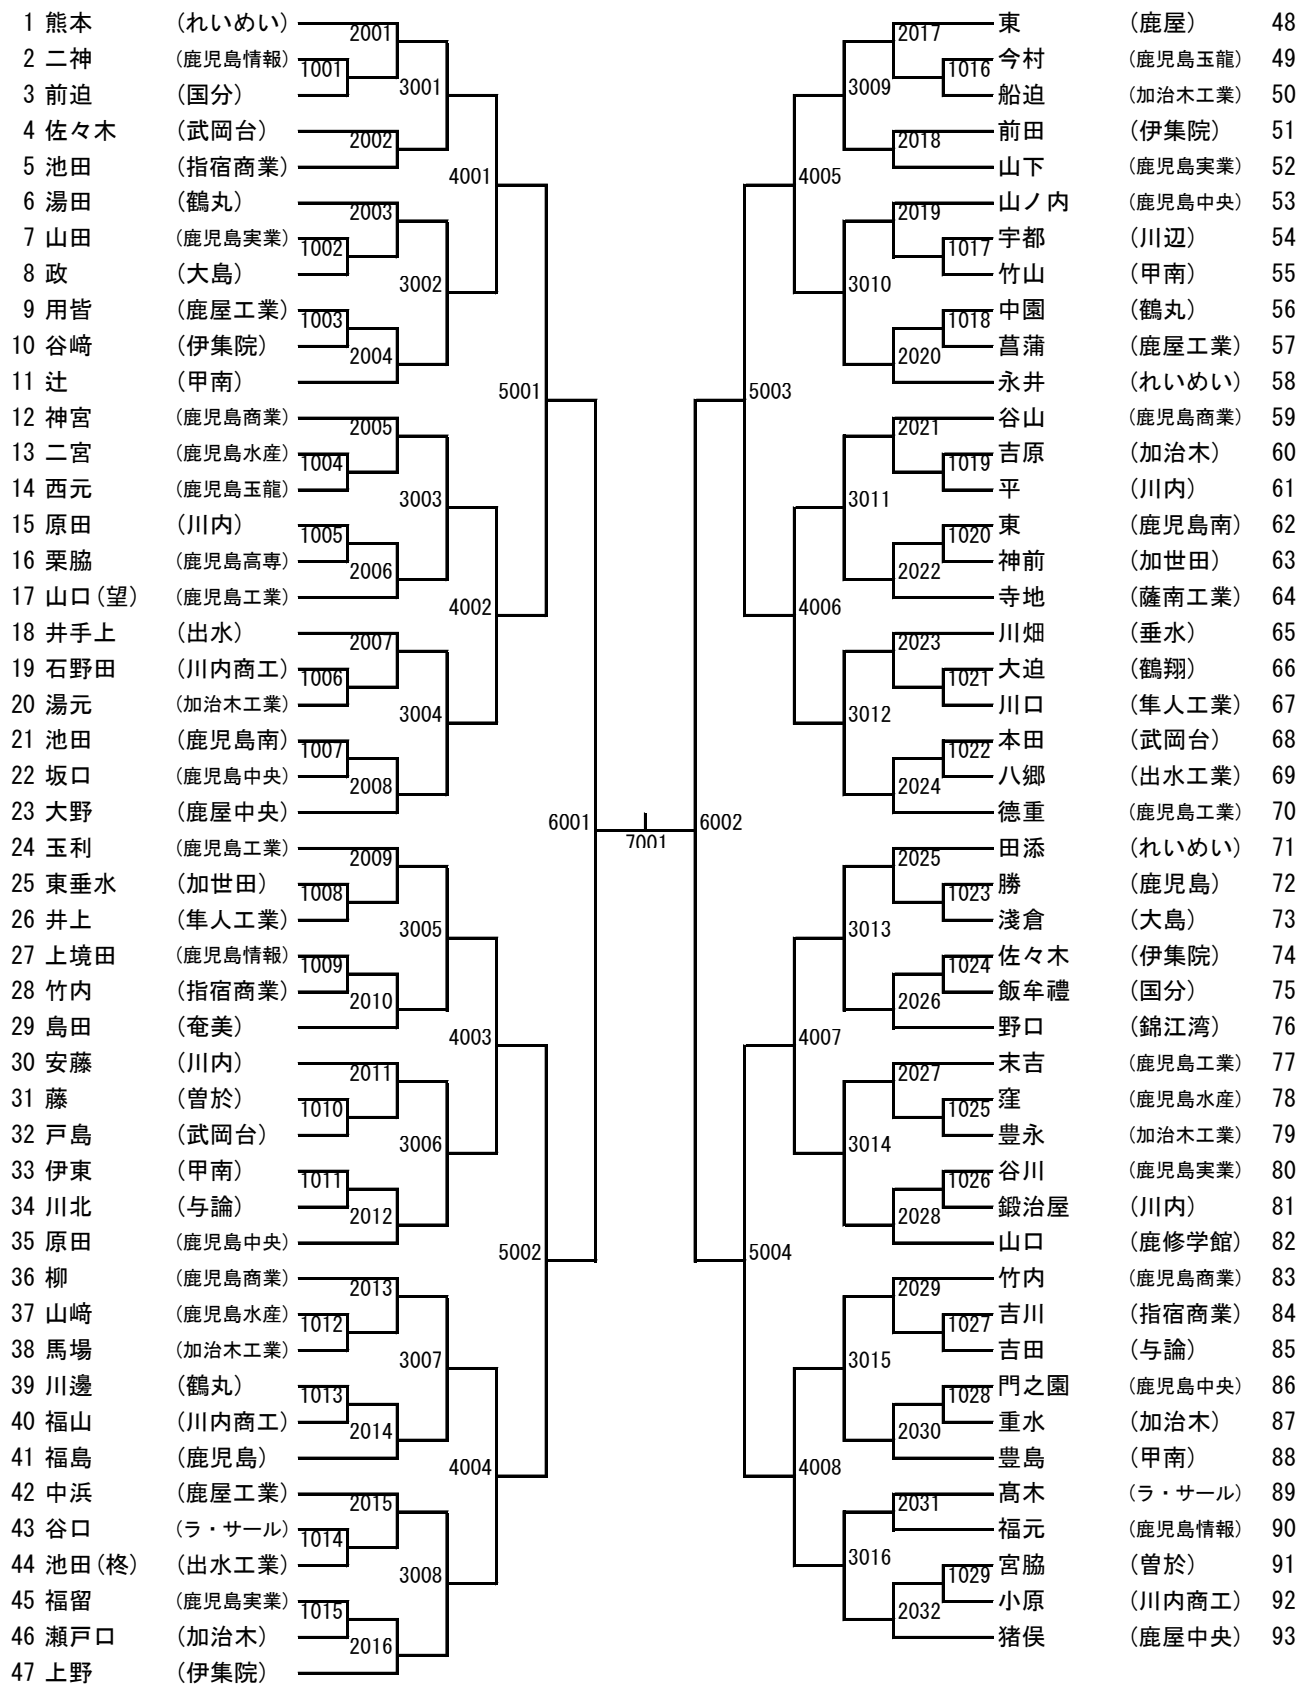 1 熊本 (れいめい)
2 二神 (鹿児島情報)
3 前迫 (国分)
4 佐々木 (武岡台)
5 池田 (指宿商業)
6 湯田 (鶴丸)
7 山田 (鹿児島実業)
8 政 (大島)
9 用皆 (鹿屋工業)
10 谷﨑 (伊集院)
11 辻 (甲南)
12 神宮 (鹿児島商業)
13 二宮 (鹿児島水産)
14 西元 (鹿児島玉龍)
15 原田 (川内)
16 栗脇 (鹿児島高専)
17 山口(望) (鹿児島工業)
18 井手上 (出水)
19 石野田 (川内商工)
20 湯元 (加治木工業)
21 池田 (鹿児島南)
22 坂口 (鹿児島中央)
23 大野 (鹿屋中央)
24 玉利 (鹿児島工業)
25 東垂水 (加世田)
26 井上 (隼人工業)
27 上境田 (鹿児島情報)
28 竹内 (指宿商業)
29 島田 (奄美)
30 安藤 (川内)
31 藤 (曽於)
32 戸島 (武岡台)
33 伊東 (甲南)
34 川北 (与論)
35 原田 (鹿児島中央)
36 柳 (鹿児島商業)
37 山﨑 (鹿児島水産)
38 馬場 (加治木工業)
39 川邊 (鶴丸)
40 福山 (川内商工)
41 福島 (鹿児島)
42 中浜 (鹿屋工業)
43 谷口 (ラ・サール)
44 池田(柊) (出水工業)
45 福留 (鹿児島実業)
46 瀬戸口 (加治木)
47 上野 (伊集院)
1001
1002
1003
1004
1005
1006
1007
1008
1009
1010
1011
1012
1013
1014
1015
2001
2002
2003
2004
2005
2006
2007
2008
2009
2010
2011
2012
2013
2014
2015
2016
3001
3002
3003
3004
3005
3006
3007
3008
4001
4002
4003
4004
5001
5002
6001
7001
6002
5003
5004
4005
4006
4007
4008
3009
3010
3011
3012
3013
3014
3015
3016
2017
2018
2019
2020
2021
2022
2023
2024
2025
2026
2027
2028
2029
2030
2031
2032
1016
1017
1018
1019
1020
1021
1022
1023
1024
1025
1026
1027
1028
1029
東 (鹿屋) 48
今村 (鹿児島玉龍) 49
船迫 (加治木工業) 50
前田 (伊集院) 51
山下 (鹿児島実業) 52
山ノ内 (鹿児島中央) 53
宇都 (川辺) 54
竹山 (甲南) 55
中園 (鶴丸) 56
菖蒲 (鹿屋工業) 57
永井 (れいめい) 58
谷山 (鹿児島商業) 59
吉原 (加治木) 60
平 (川内) 61
東 (鹿児島南) 62
神前 (加世田) 63
寺地 (薩南工業) 64
川畑 (垂水) 65
大迫 (鶴翔) 66
川口 (隼人工業) 67
本田 (武岡台) 68
八郷 (出水工業) 69
德重 (鹿児島工業) 70
田添 (れいめい) 71
勝 (鹿児島) 72
淺倉 (大島) 73
佐々木 (伊集院) 74
飯牟禮 (国分) 75
野口 (錦江湾) 76
末吉 (鹿児島工業) 77
窪 (鹿児島水産) 78
豊永 (加治木工業) 79
谷川 (鹿児島実業) 80
鍛治屋 (川内) 81
山口 (鹿修学館) 82
竹内 (鹿児島商業) 83
吉川 (指宿商業) 84
吉田 (与論) 85
門之園 (鹿児島中央) 86
重水 (加治木) 87
豊島 (甲南) 88
髙木 (ラ・サール) 89
福元 (鹿児島情報) 90
宮脇 (曽於) 91
小原 (川内商工) 92
猪俣 (鹿屋中央) 93